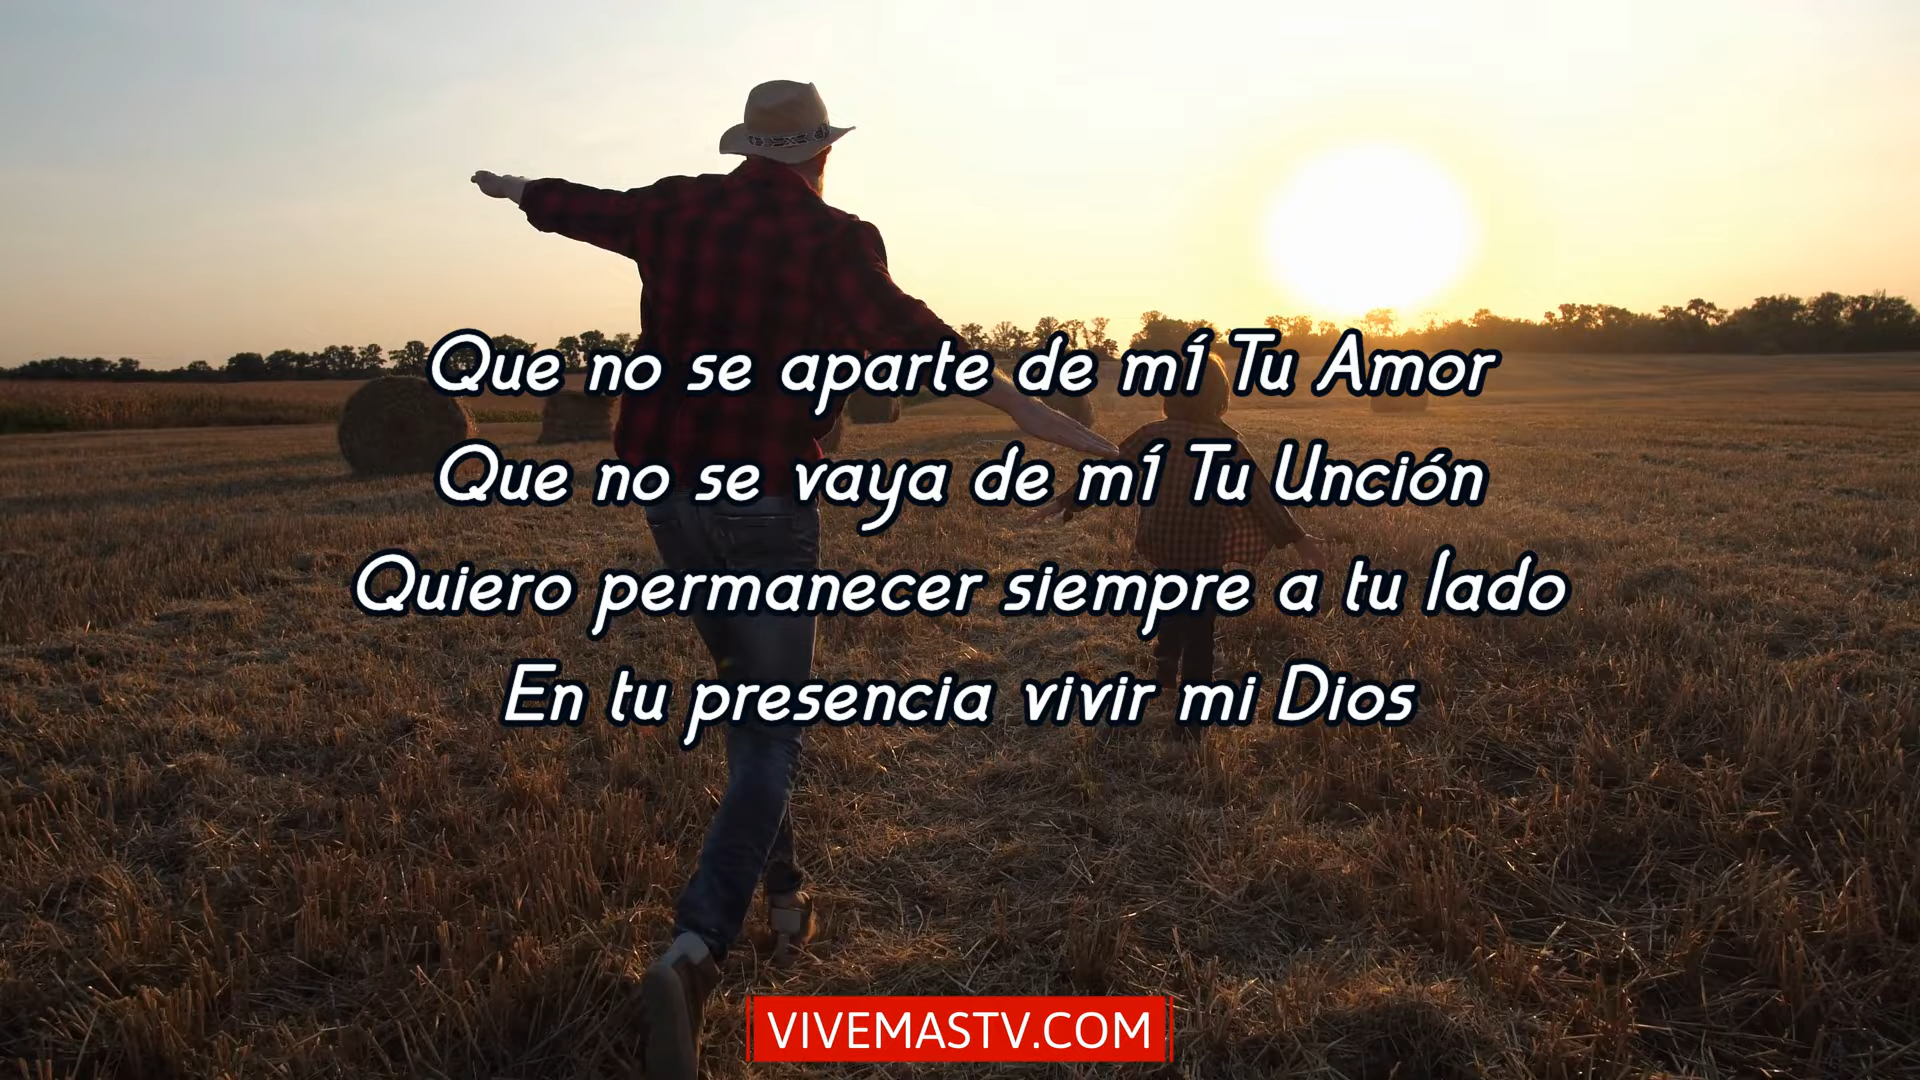 Que no se aparte de mí Tu Amor
Que no se vaya de mí Tu Unción
Quiero permanecer siempre a tu lado
En tu presencia vivir mi Dios
VIVEMASTV.COM